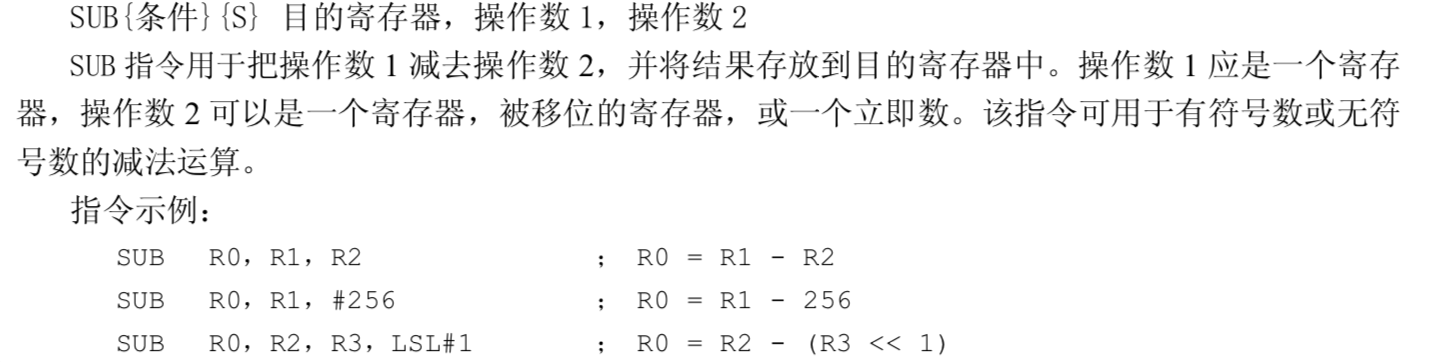 SUB{条件}{S} 目的寄存器，操作数 1，操作数 2
SUB 指令用于把操作数 1 减去操作数 2，并将结果存放到目的寄存器中。操作数 1 应是一个寄存
器，操作数 2 可以是一个寄存器，被移位的寄存器，或一个立即数。该指令可用于有符号数或无符
号数的减法运算。
指令示例：
SUB R0，R1，R2 ； R0 = R1 - R2
SUB R0，R1，#256 ； R0 = R1 - 256
SUB R0，R2，R3，LSL#1 ； R0 = R2 - (R3 << 1)